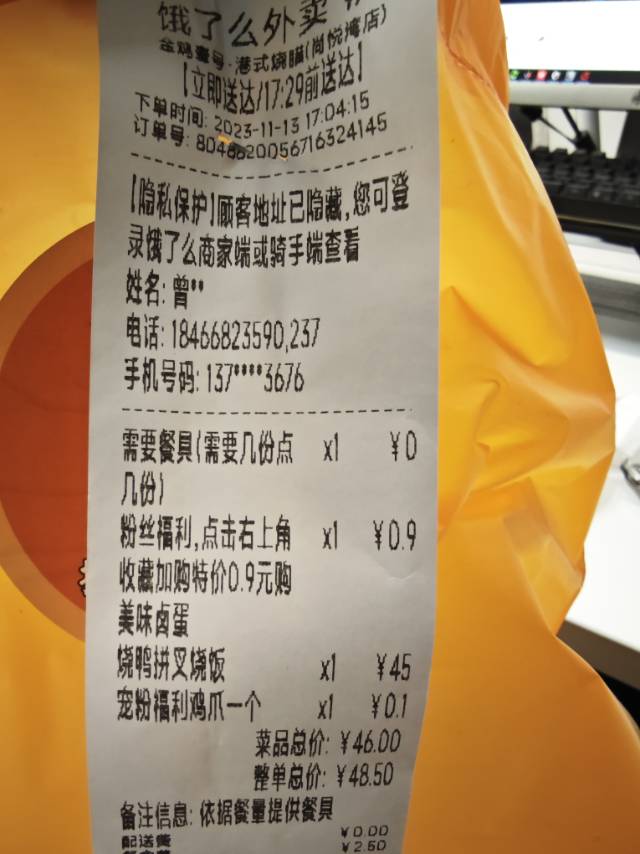 饿了么外卖
金鸡壹号·港式烧腊(尚悦湾店)
【立即送达/17:29前送达】
下单时间: 2023-11-13 17:04:15
订单号: 8048620056716324145
【隐私保护】顾客地址已隐藏,您可登
录饿了么商家端或骑手端查看
姓名: 曾**
电话: 18466823590,237
手机号码: 137****3676
需要餐具(需要几份点 x1 ¥0
几份)
粉丝福利,点击右上角 x1 ¥0.9
收藏加购特价0.9元购
美味卤蛋
烧鸭拼叉烧饭 x1 ¥45
宠粉福利鸡爪一个 x1 ¥0.1
菜品总价: ¥46.00
整单总价: ¥48.50
备注信息: 依据餐量提供餐具
配送费 ¥0.00
¥2.50